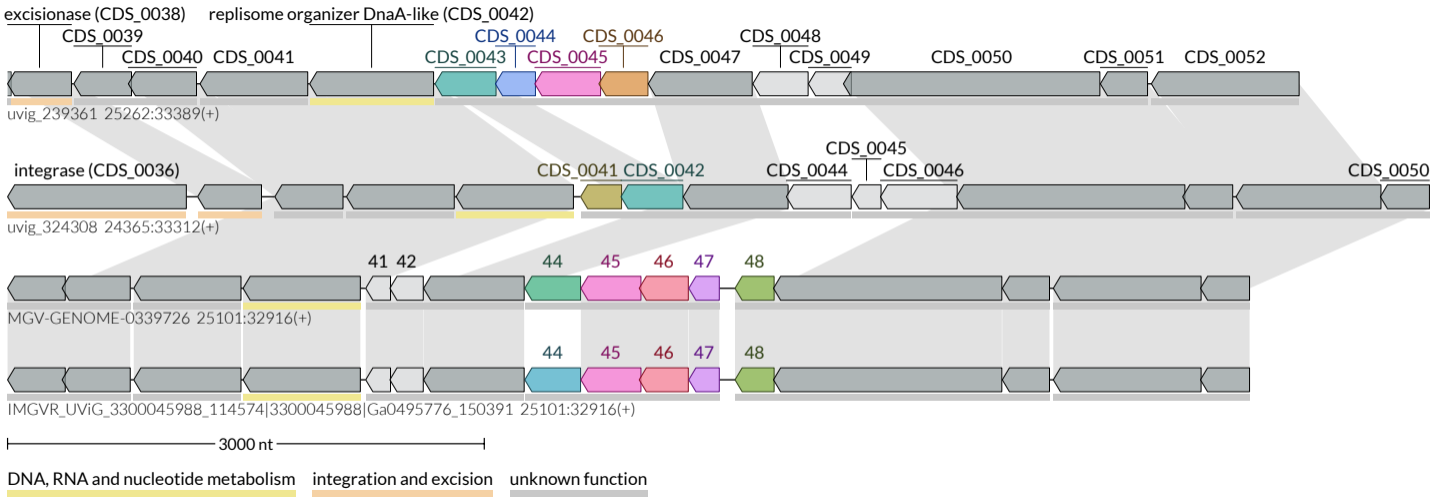 excisionase (CDS_0038) replisome organizer DnaA-like (CDS_0042)
CDS_0039 CDS_0044 CDS_0046 CDS_0048
CDS_0040 CDS_0041 CDS_0043 CDS_0045 CDS_0047 CDS_0049 CDS_0050 CDS_0051 CDS_0052
uvig_239361 25262:33389(+)
CDS_0045
integrase (CDS_0036) CDS_0041 CDS_0042 CDS_0044 CDS_0046 CDS_0050
uvig_324308 24365:33312(+)
41 42 44 45 46 47 48
MGV-GENOME-0339726 25101:32916(+)
44 45 46 47 48
IMGVR_UViG_3300045988_114574|3300045988|Ga0495776_150391 25101:32916(+)
3000 nt
DNA, RNA and nucleotide metabolism integration and excision unknown function